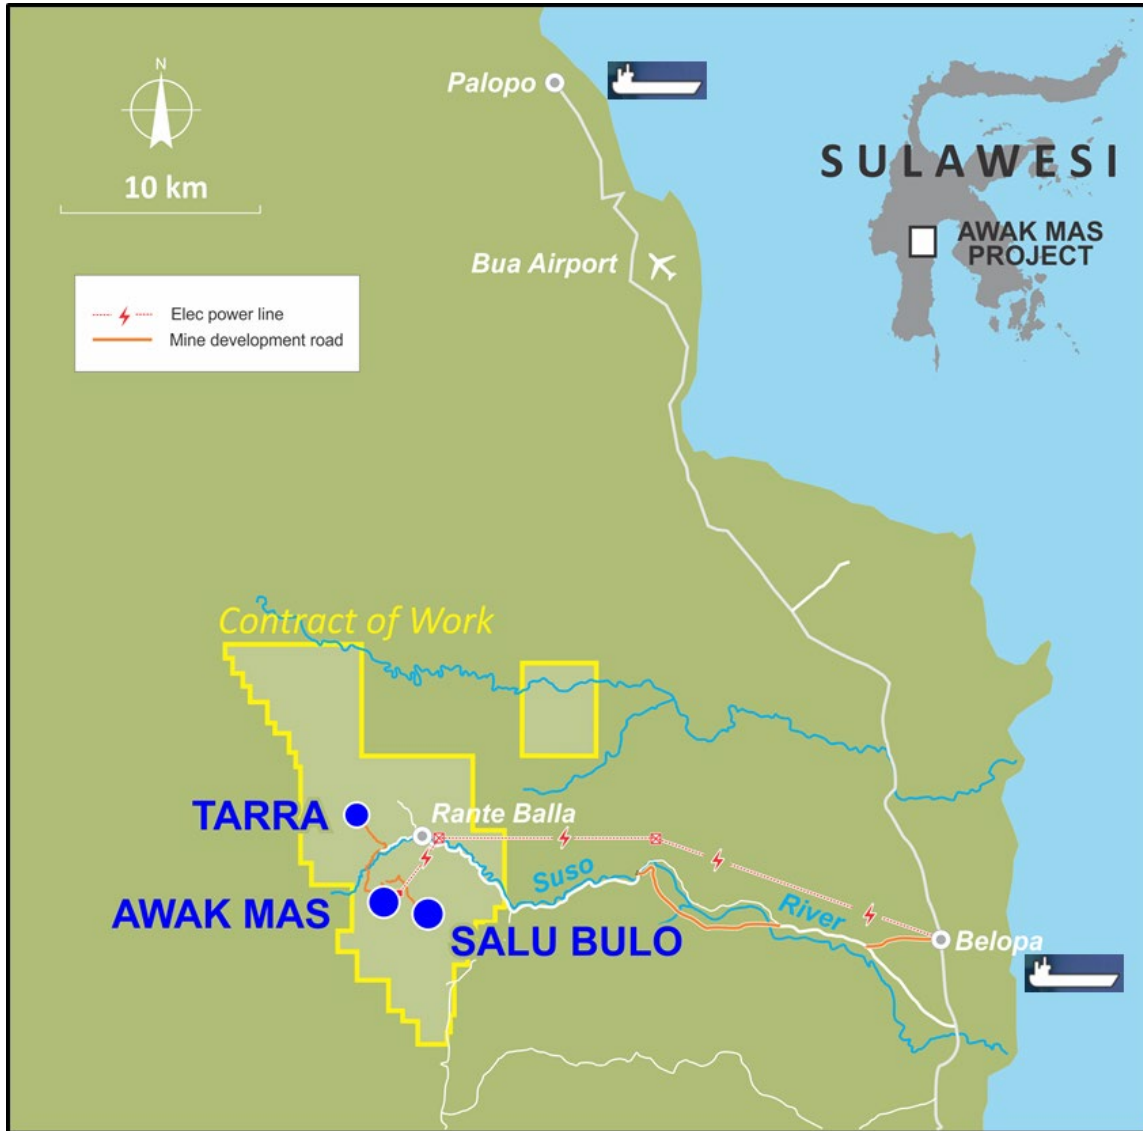 N
10 km
Elec power line
Mine development road
Palopo
Bua Airport
SULAWESI
AWAK MAS
PROJECT
Contract of Work
TARRA
Rante Balla
AWAK MAS
SALU BULO
Suso
River
Belopa